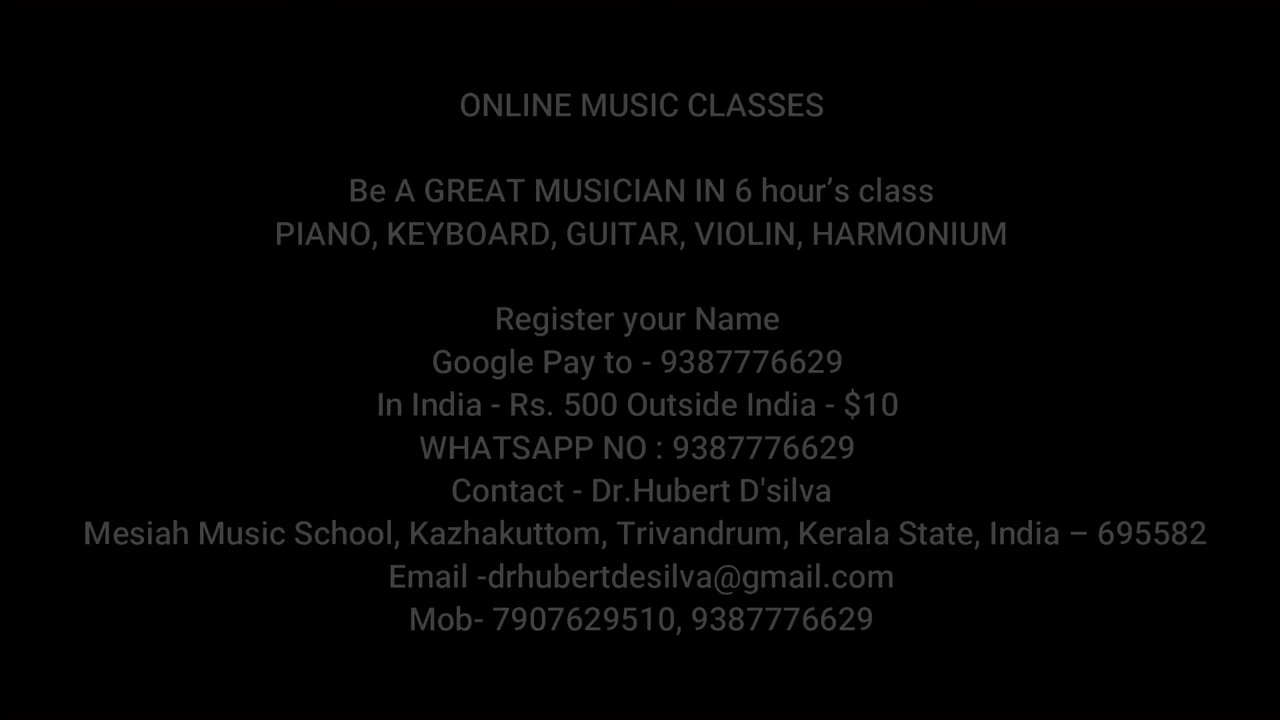 ONLINE MUSIC CLASSES
Be A GREAT MUSICIAN IN 6 hour’s class
PIANO, KEYBOARD, GUITAR, VIOLIN, HARMONIUM
Register your Name
Google Pay to - 9387776629
In India - Rs. 500 Outside India - $10
WHATSAPP NO : 9387776629
Contact - Dr.Hubert D'silva
Mesiah Music School, Kazhakuttom, Trivandrum, Kerala State, India – 695582
Email -drhubertdesilva@gmail.com
Mob- 7907629510, 9387776629